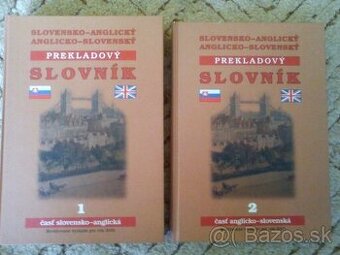 SLOVENSKO-ANGLICKÝ
ANGLICKO-SLOVENSKÝ
PREKLADOVÝ
SLOVNÍK
1
časť slovensko-anglická
SLOVENSKO-ANGLICKÝ
ANGLICKO-SLOVENSKÝ
PREKLADOVÝ
SLOVNÍK
2
časť anglicko-slovenská
Bazos.sk